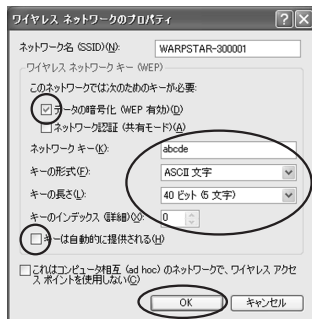 ワイヤレス ネットワークのプロパティ
ネットワーク名 (SSID)(N): WARPSTAR-300001
ワイヤレス ネットワーク キー (WEP)
このネットワークでは次のためのキーが必要:
データの暗号化 (WEP 有効)(D)
ネットワーク認証 (共有モード)(A)
ネットワーク キー(K): abcde
キーの形式(F): ASCII 文字
キーの長さ(L): 40 ビット (5 文字)
キーのインデックス (詳細)(X): 0
キーは自動的に提供される(H)
これはコンピュータ相互 (ad hoc) のネットワークで、ワイヤレス アクセ
ス ポイントを使用しない(C)
OK キャンセル